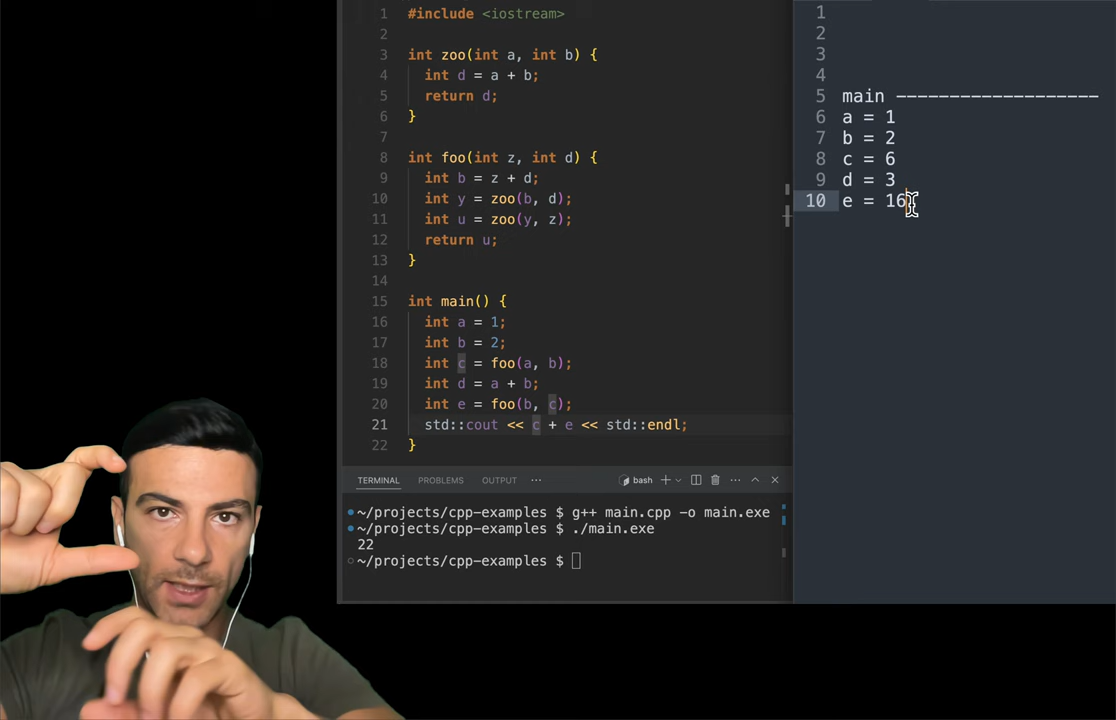 1 #include <iostream>
2
3 int zoo(int a, int b) {
4 int d = a + b;
5 return d;
6 }
7
8 int foo(int z, int d) {
9 int b = z + d;
10 int y = zoo(b, d);
11 int u = zoo(y, z);
12 return u;
13 }
14
15 int main() {
16 int a = 1;
17 int b = 2;
18 int c = foo(a, b);
19 int d = a + b;
20 int e = foo(b, c);
21 std::cout << c + e << std::endl;
22 }
TERMINAL PROBLEMS OUTPUT ... bash
~/projects/cpp-examples $ g++ main.cpp -o main.exe
~/projects/cpp-examples $ ./main.exe
22
~/projects/cpp-examples $
1
2
3
4
5 main -------------------
6 a = 1
7 b = 2
8 c = 6
9 d = 3
10 e = 16